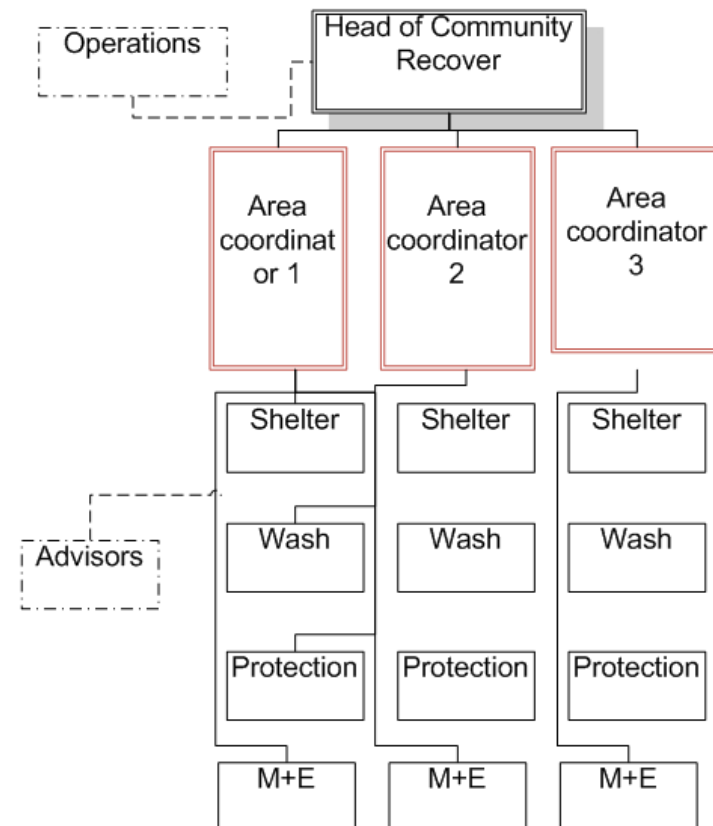 Operations
Head of Community
Recover
Area
coordinat
or 1
Area
coordinator
2
Area
coordinator
3
Shelter
Shelter
Shelter
Advisors
Wash
Wash
Wash
Protection
Protection
Protection
M+E
M+E
M+E